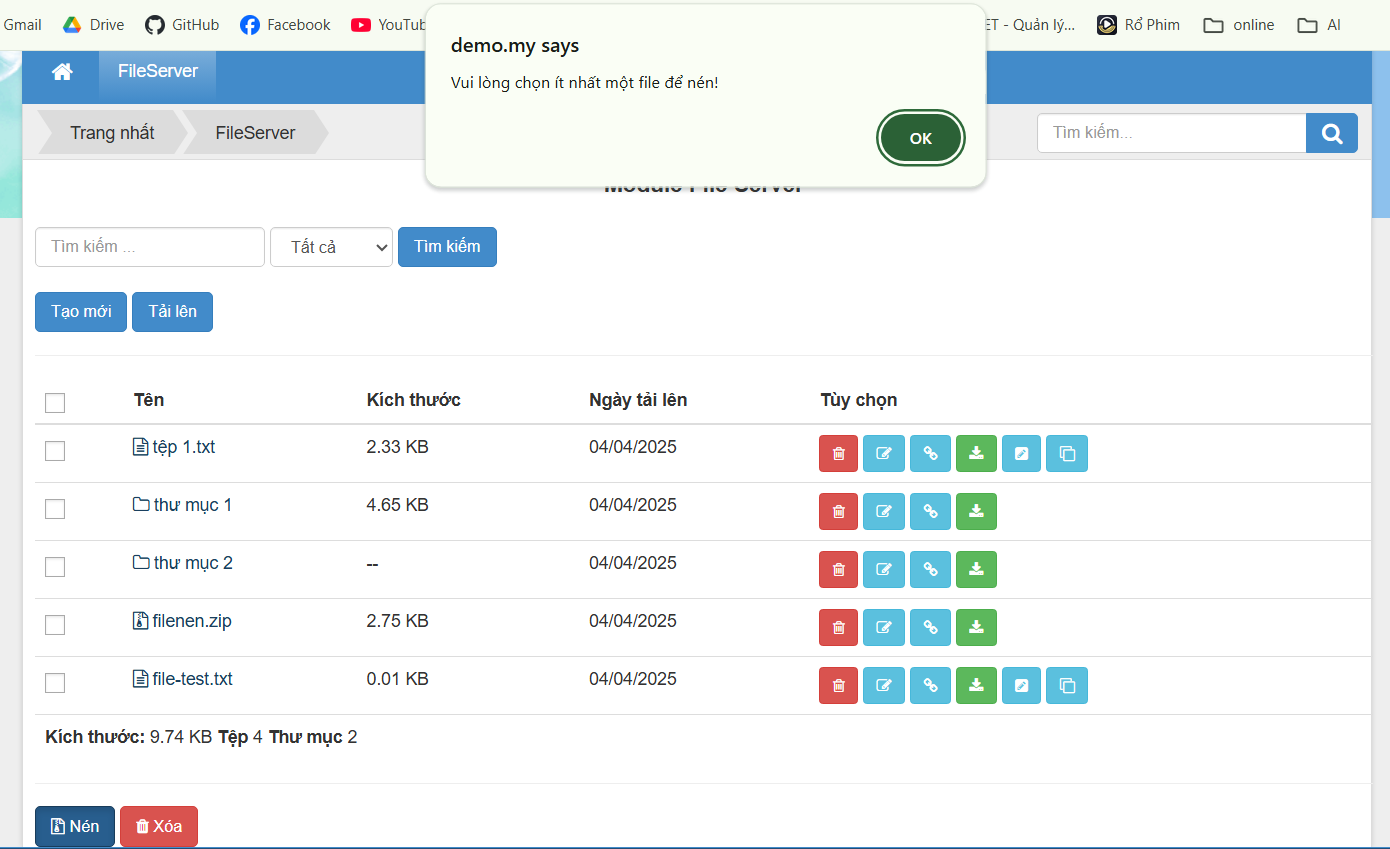 Gmail Drive GitHub Facebook YouTub ET - Quản lý... Rổ Phim online AI
demo.my says
Vui lòng chọn ít nhất một file để nén!
OK
FileServer
Trang nhất FileServer Tìm kiếm...
Module File Server
Tìm kiếm ... Tất cả Tìm kiếm
Tạo mới Tải lên
Tên Kích thước Ngày tải lên Tùy chọn
tệp 1.txt 2.33 KB 04/04/2025
thư mục 1 4.65 KB 04/04/2025
thư mục 2 -- 04/04/2025
filenen.zip 2.75 KB 04/04/2025
file-test.txt 0.01 KB 04/04/2025
Kích thước: 9.74 KB Tệp 4 Thư mục 2
Nén Xóa